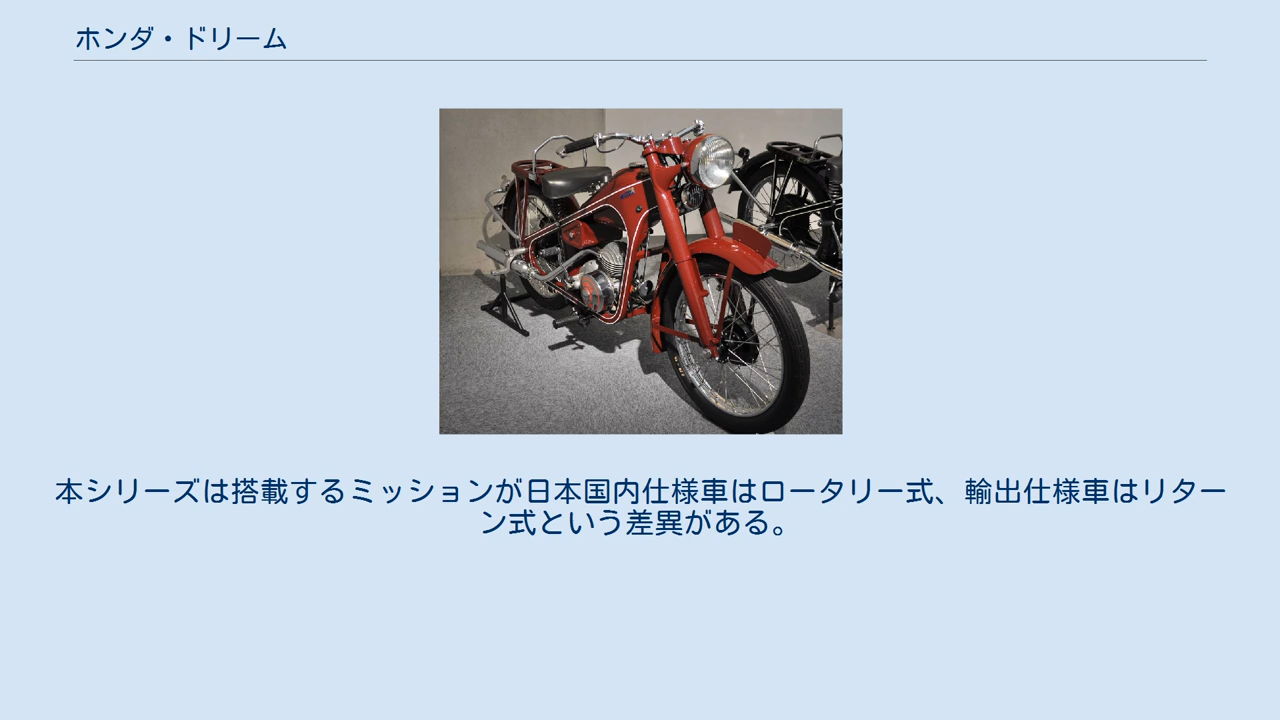 ホンダ・ドリーム
本シリーズは搭載するミッションが日本国内仕様車はロータリー式、輸出仕様車はリター
ン式という差異がある。